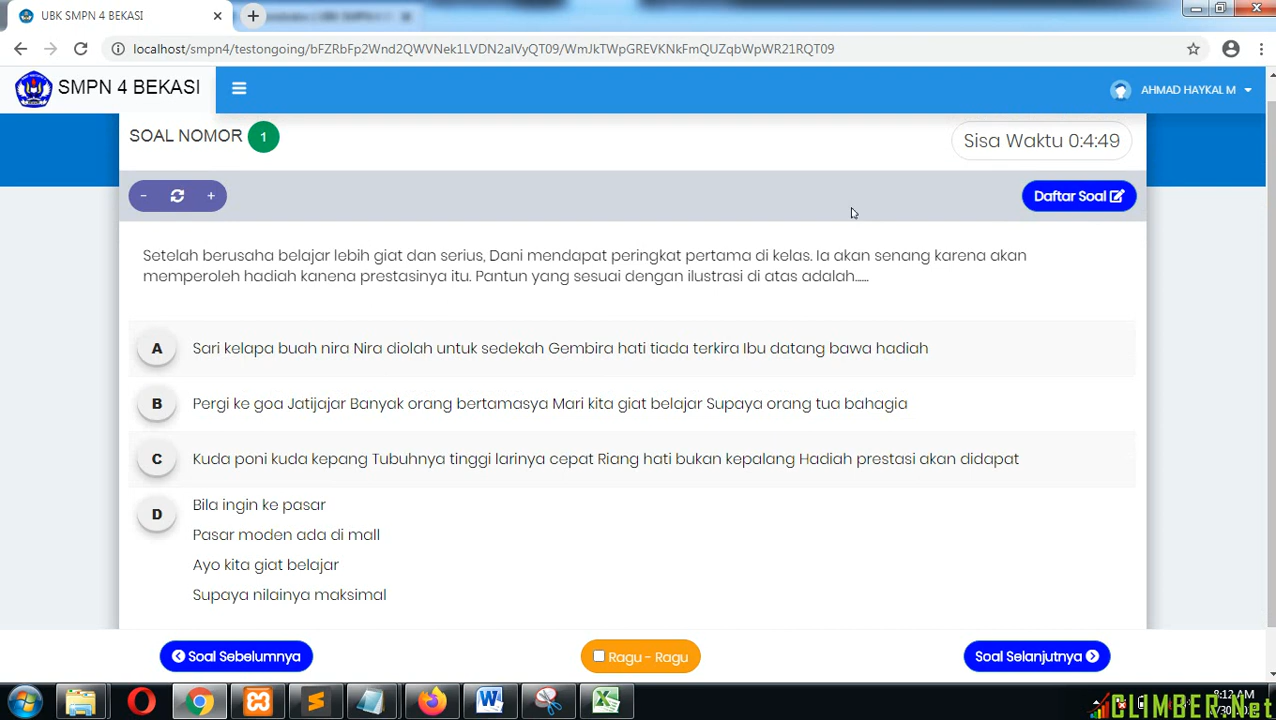 UBK SMPN 4 BEKASI
localhost/smpn4/testongoing/bFZRbFp2Wnd2QWVNek1LVDN2alVyQT09/WmJkTWpGREVKNkFmQUZqbWpWR21RQT09
SMPN 4 BEKASI
AHMAD HAYKAL M
SOAL NOMOR 1
Sisa Waktu 0:4:49
- +
Daftar Soal
Setelah berusaha belajar lebih giat dan serius, Dani mendapat peringkat pertama di kelas. Ia akan senang karena akan
memperoleh hadiah kanena prestasinya itu. Pantun yang sesuai dengan ilustrasi di atas adalah......
A Sari kelapa buah nira Nira diolah untuk sedekah Gembira hati tiada terkira Ibu datang bawa hadiah
B Pergi ke goa Jatijajar Banyak orang bertamasya Mari kita giat belajar Supaya orang tua bahagia
C Kuda poni kuda kepang Tubuhnya tinggi larinya cepat Riang hati bukan kepalang Hadiah prestasi akan didapat
D Bila ingin ke pasar
Pasar moden ada di mall
Ayo kita giat belajar
Supaya nilainya maksimal
Soal Sebelumnya
Ragu - Ragu
Soal Selanjutnya
8:12 AM
GLIMBER.Net